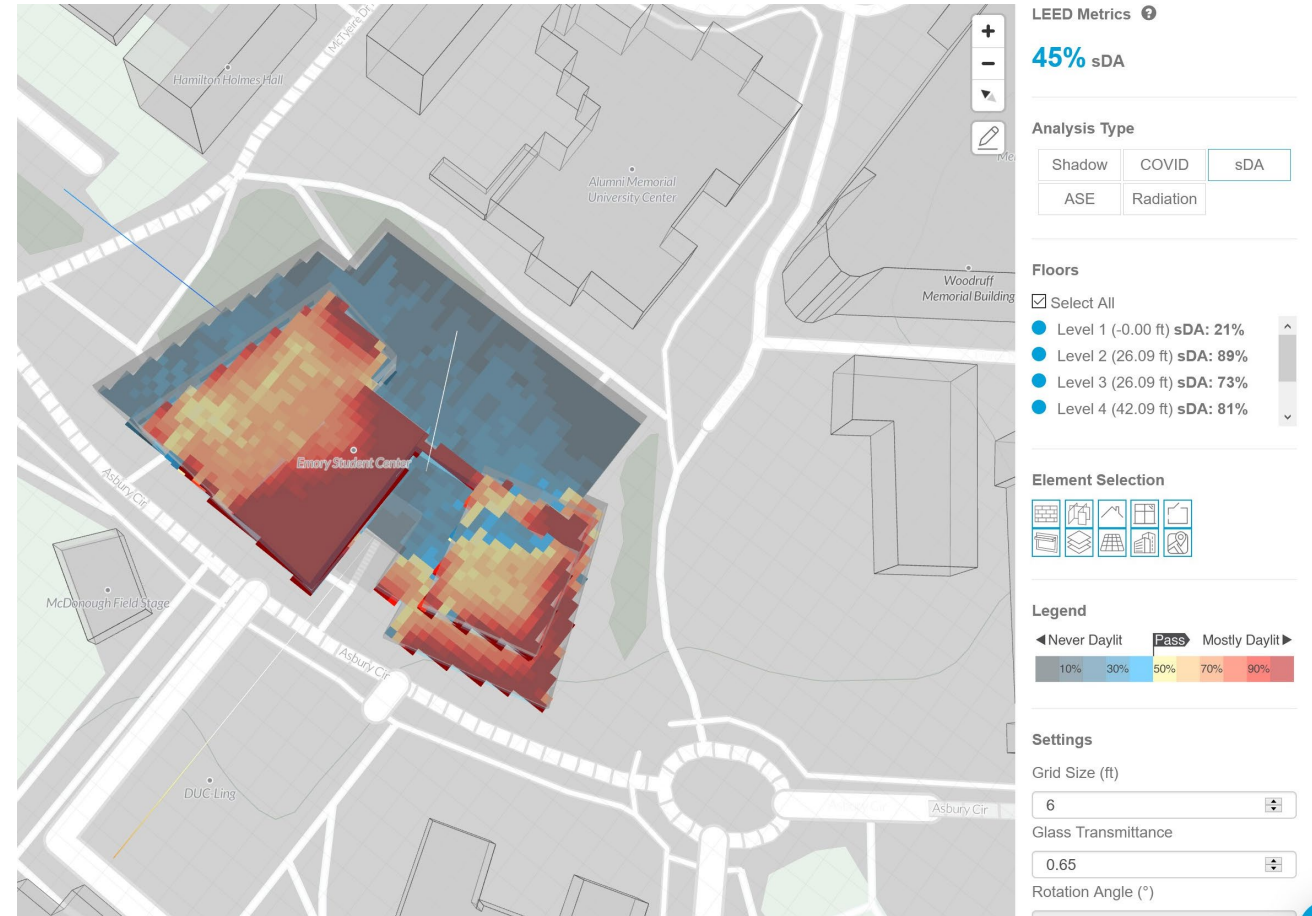 McTyeire Dr
Hamilton Holmes Hall
Alumni Memorial
University Center
Woodruff
Memorial Building
Emory Student Center
Asbury Cir
McDonough Field Stage
Asbury Cir
DUC-Ling
Asbury Cir
LEED Metrics ?
45% sDA
Analysis Type
Shadow COVID sDA
ASE Radiation
Floors
Select All
Level 1 (-0.00 ft) sDA: 21%
Level 2 (26.09 ft) sDA: 89%
Level 3 (26.09 ft) sDA: 73%
Level 4 (42.09 ft) sDA: 81%
Element Selection
Legend
Never Daylit Pass Mostly Daylit
10% 30% 50% 70% 90%
Settings
Grid Size (ft)
6
Glass Transmittance
0.65
Rotation Angle (°)